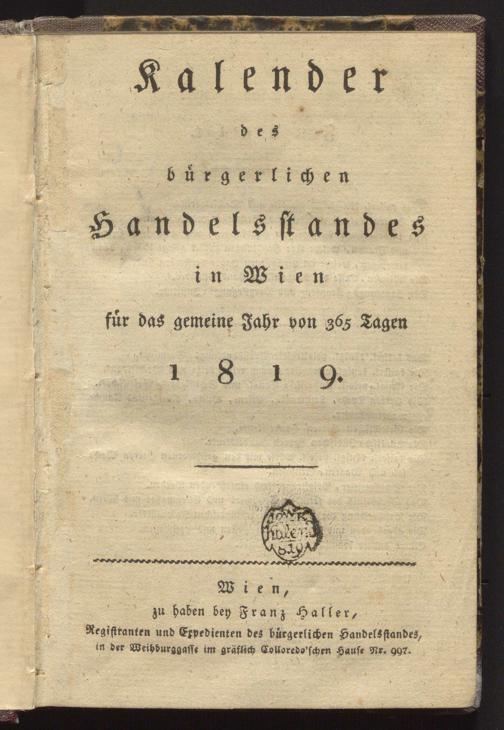 Kalender
des
bürgerlichen
Handelsstandes
in Wien
für das gemeine Jahr von 365 Tagen
1819.
Wien,
zu haben bey Franz Haller,
Registranten und Expedienten des bürgerlichen Handelsstandes,
in der Weihburggasse im gräflich Colloredo'schen Hause Nr. 997.